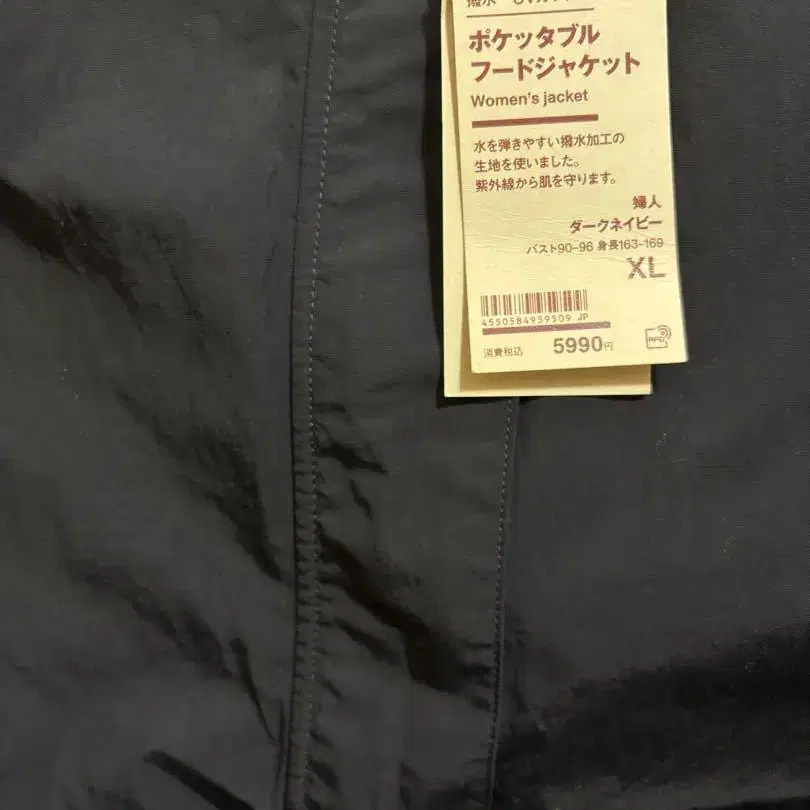 ポケッタブル
フードジャケット
Women's jacket
水を弾きやすい撥水加工の
生地を使いました。
紫外線から肌を守ります。
婦人
ダークネイビー
バスト90-96 身長163-169
XL
4550584959509 JP
消費税込 5990円
RFID